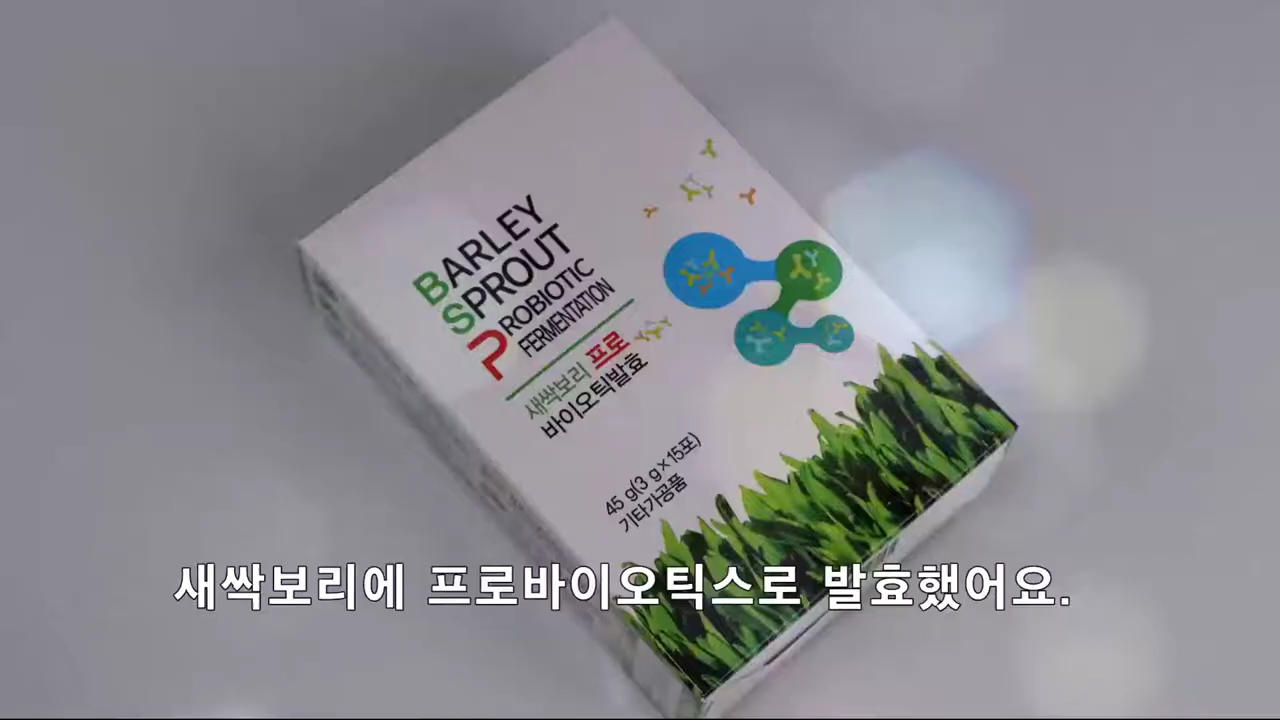 BARLEY
SPROUT
PROBIOTIC
FERMENTATION
새싹보리 프로
바이오틱발효
45 g(3 g×15포)
기타가공품
새싹보리에 프로바이오틱스로 발효했어요.